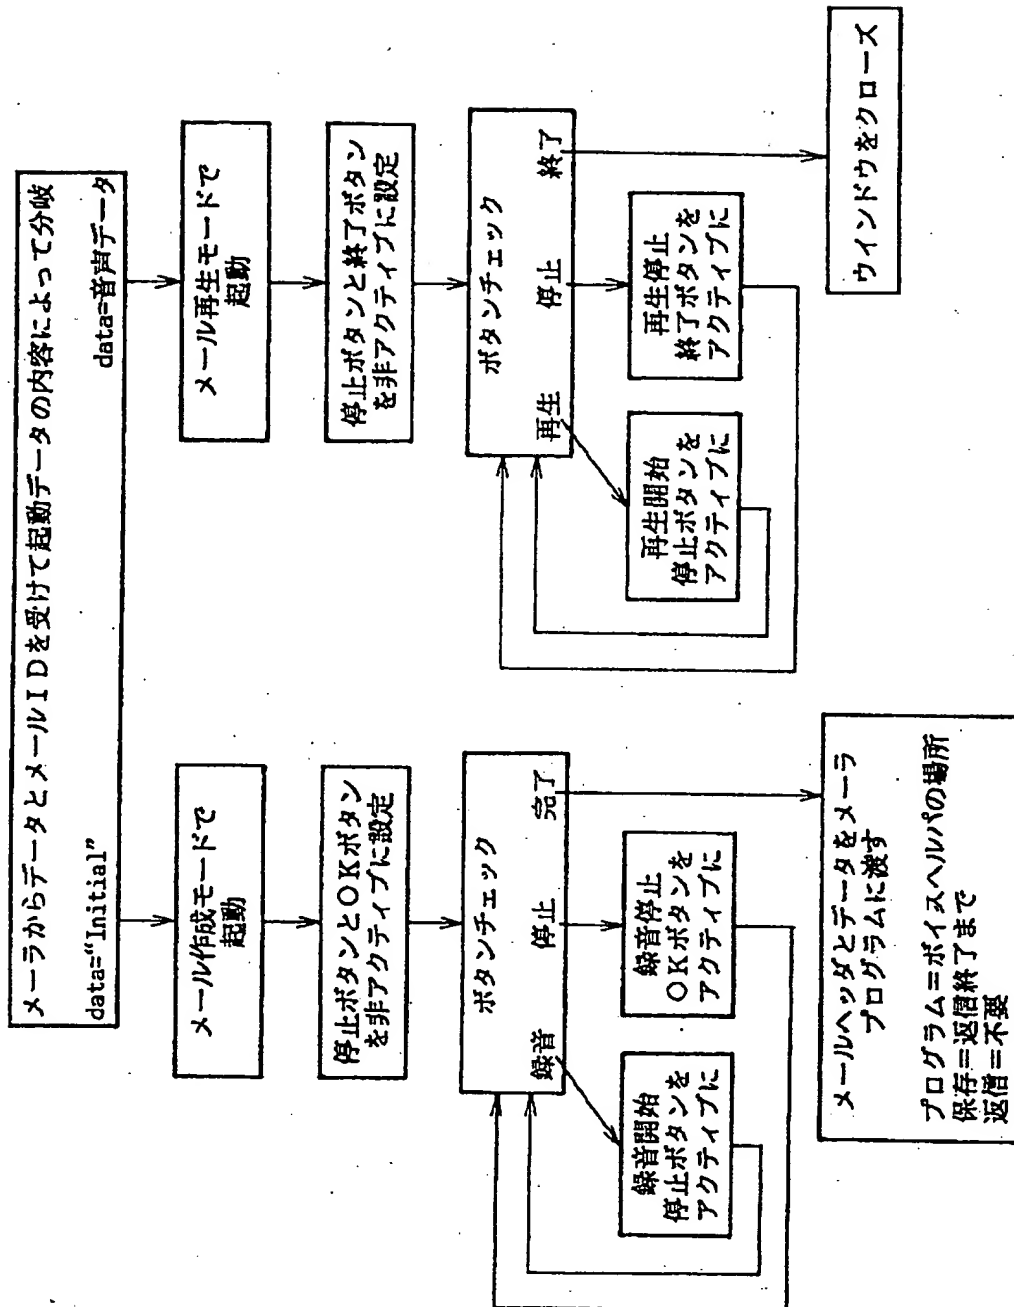 メーラからデータとメールIDを受けて起動データの内容によって分岐
data=“Initial”
data=音声データ
メール作成モードで
起動
停止ボタンとOKボタン
を非アクティブに設定
ボタンチェック
録音
停止
完了
録音開始
停止ボタンを
アクティブに
録音停止
OKボタンを
アクティブに
メールヘッダとデータをメーラ
プログラムに渡す
プログラム=ボイスヘルパの場所
保存=返信終了まで
返信=不要
メール再生モードで
起動
停止ボタンと終了ボタン
を非アクティブに設定
ボタンチェック
再生
停止
終了
再生開始
停止ボタンを
アクティブに
再生停止
終了ボタンを
アクティブに
ウインドウをクローズ